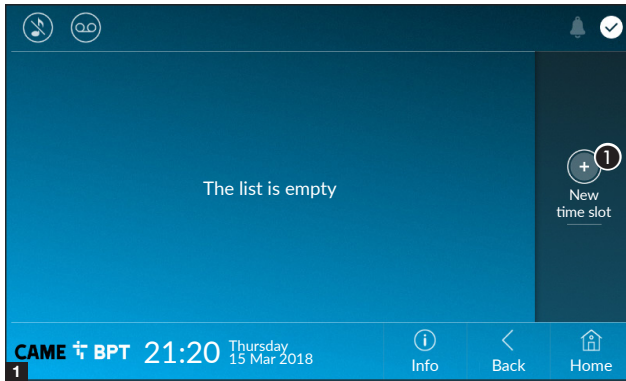 1
The list is empty
New
time slot
CAME BPT 21:20 Thursday
15 Mar 2018
Info
Back
Home
1